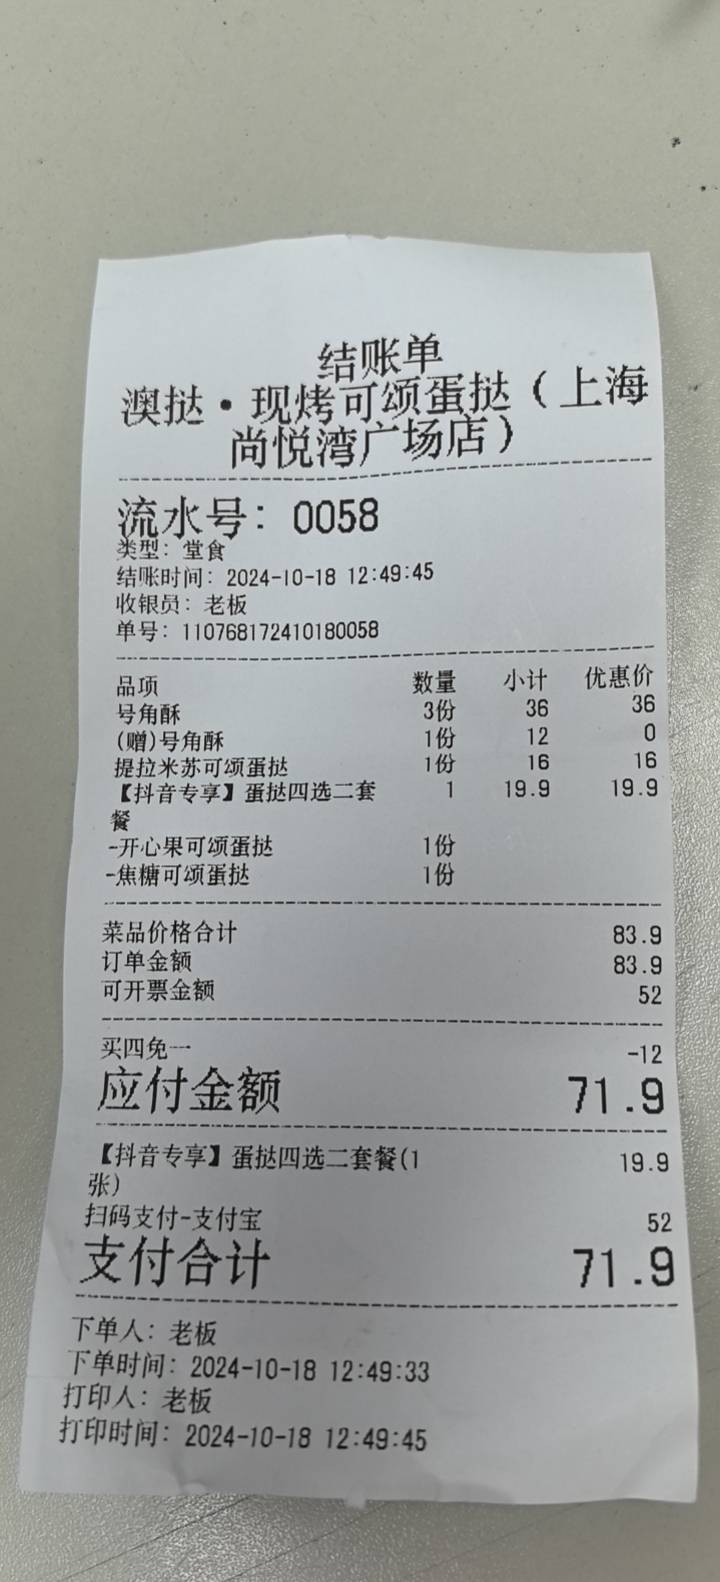 结账单
澳挞·现烤可颂蛋挞（上海
尚悦湾广场店）
流水号：0058
类型：堂食
结账时间：2024-10-18 12:49:45
收银员：老板
单号：110768172410180058
品项 数量 小计 优惠价
号角酥 3份 36 36
(赠)号角酥 1份 12 0
提拉米苏可颂蛋挞 1份 16 16
【抖音专享】蛋挞四选二套 1 19.9 19.9
餐
-开心果可颂蛋挞 1份
-焦糖可颂蛋挞 1份
菜品价格合计 83.9
订单金额 83.9
可开票金额 52
买四免一 -12
应付金额 71.9
【抖音专享】蛋挞四选二套餐(1 19.9
张)
扫码支付-支付宝 52
支付合计 71.9
下单人：老板
下单时间：2024-10-18 12:49:33
打印人：老板
打印时间：2024-10-18 12:49:45